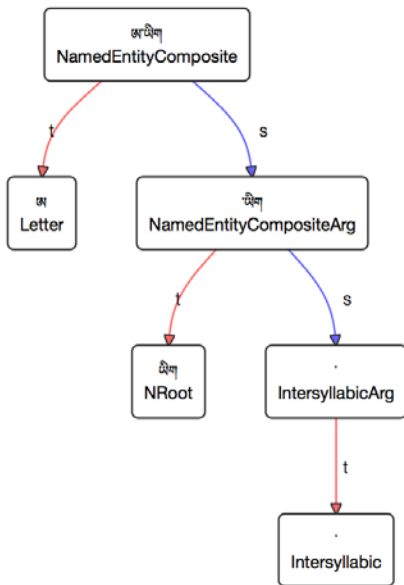 ཨ་ཡིག
NamedEntityComposite
t
s
ཨ
Letter
་ཡིག
NamedEntityCompositeArg
t
s
ཡིག
NRoot
་
IntersyllabicArg
t
་
Intersyllabic